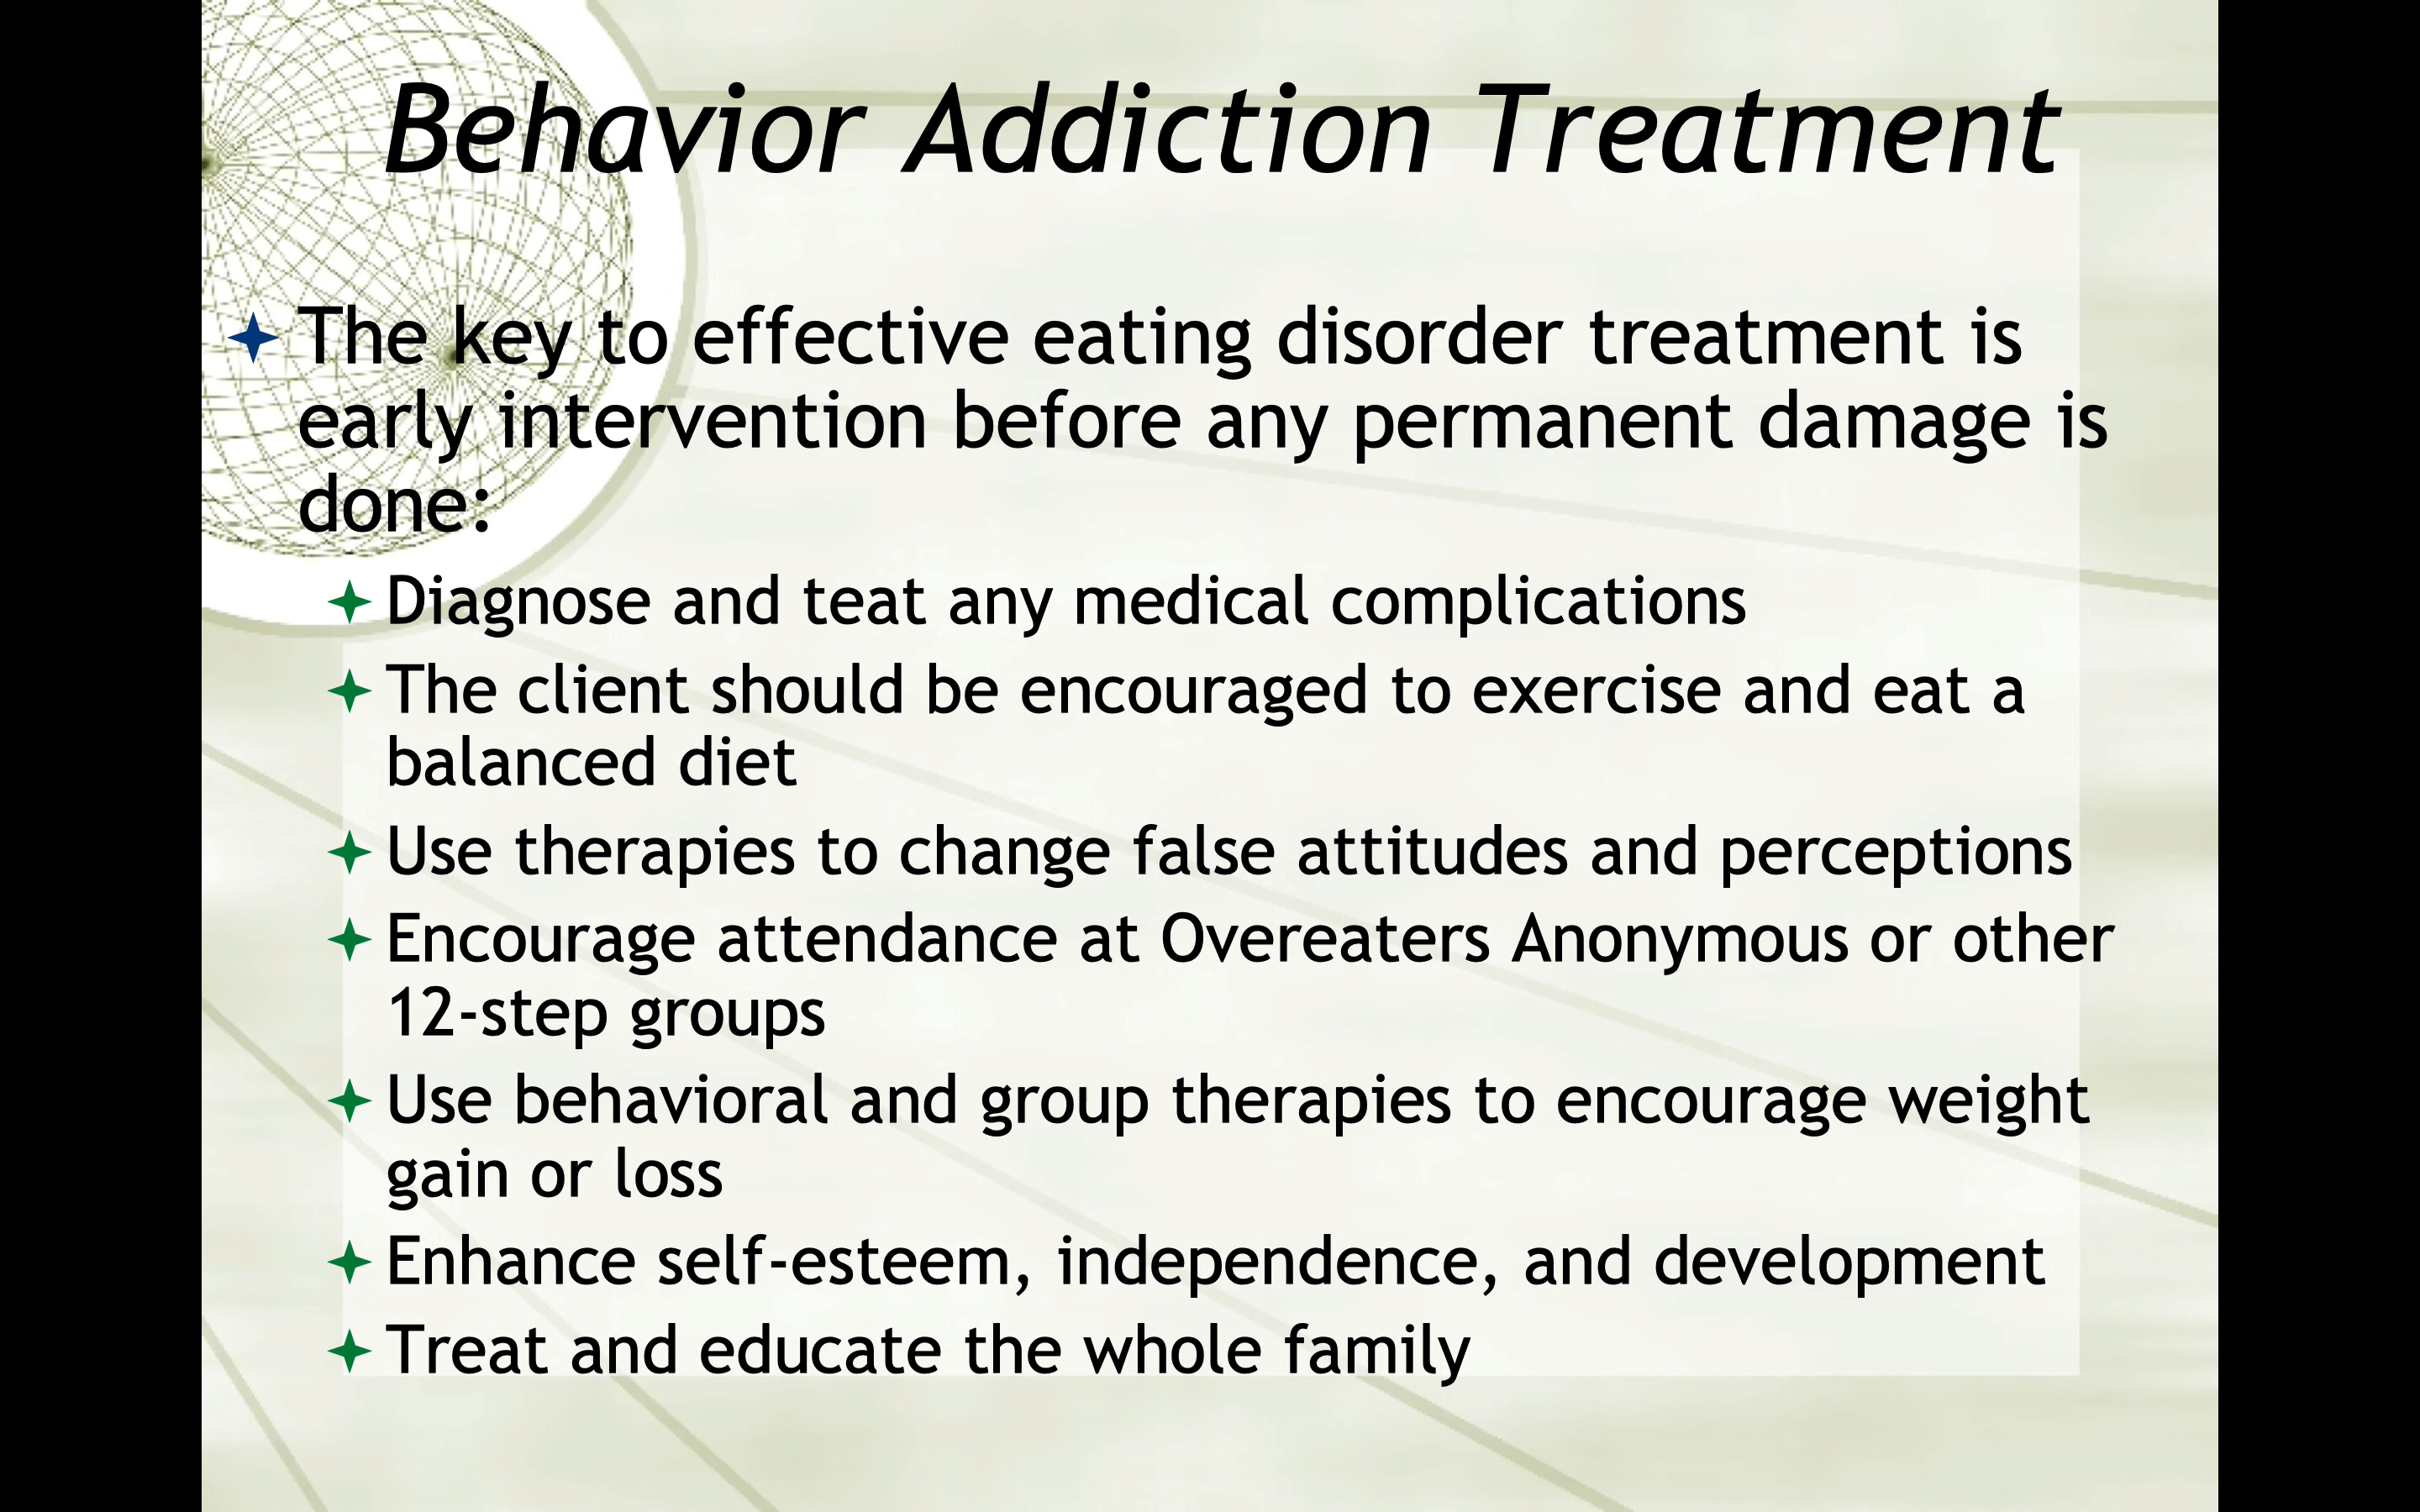 Behavior Addiction Treatment
The key to effective eating disorder treatment is
early intervention before any permanent damage is
done:
Diagnose and teat any medical complications
The client should be encouraged to exercise and eat a
balanced diet
Use therapies to change false attitudes and perceptions
Encourage attendance at Overeaters Anonymous or other
12-step groups
Use behavioral and group therapies to encourage weight
gain or loss
Enhance self-esteem, independence, and development
Treat and educate the whole family